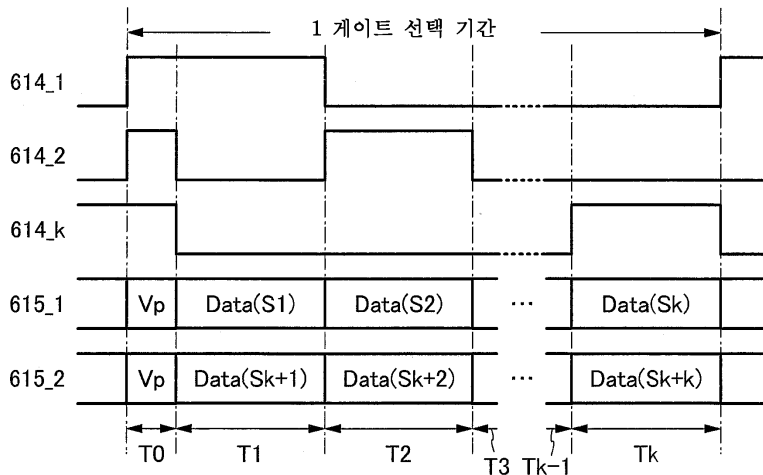 1 게이트 선택 기간
614_1
614_2
614_k
615_1 Vp Data(S1) Data(S2) ··· Data(Sk)
615_2 Vp Data(Sk+1) Data(Sk+2) ··· Data(Sk+k)
T0 T1 T2 T3 Tk-1 Tk